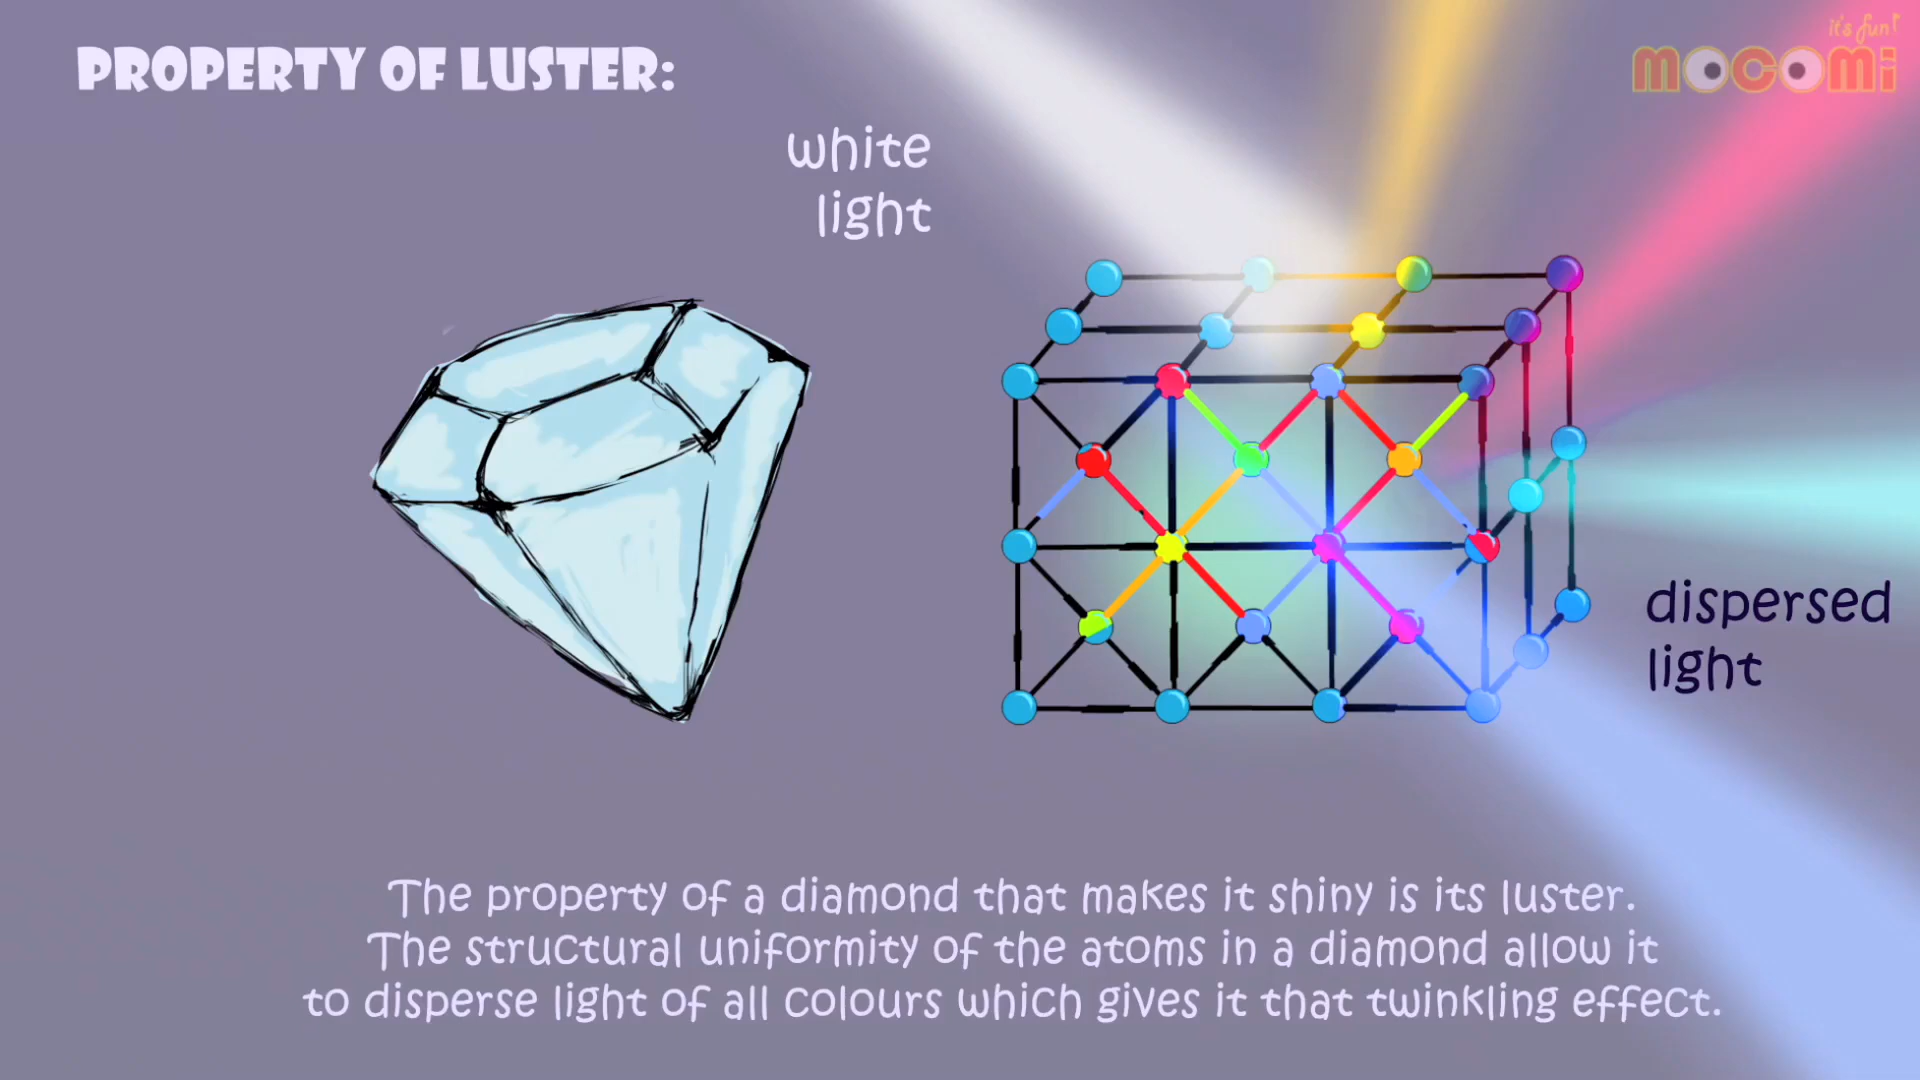 PROPERTY OF LUSTER:
it's fun!
mocomi
white
light
dispersed
light
The property of a diamond that makes it shiny is its luster.
The structural uniformity of the atoms in a diamond allow it
to disperse light of all colours which gives it that twinkling effect.